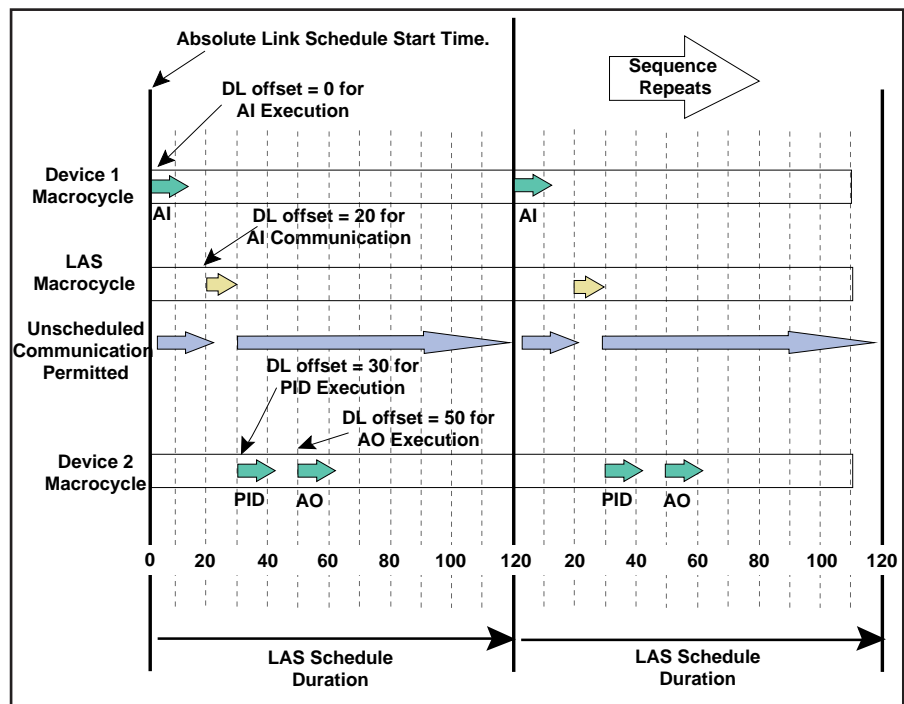 Absolute Link Schedule Start Time.
DL offset = 0 for
AI Execution
Sequence
Repeats
Device 1
Macrocycle
AI
AI
DL offset = 20 for
AI Communication
LAS
Macrocycle
Unscheduled
Communication
Permitted
DL offset = 30 for
PID Execution
DL offset = 50 for
AO Execution
Device 2
Macrocycle
PID
AO
PID
AO
0 20 40 60 80 100 120 20 40 60 80 100 120
LAS Schedule
Duration
LAS Schedule
Duration